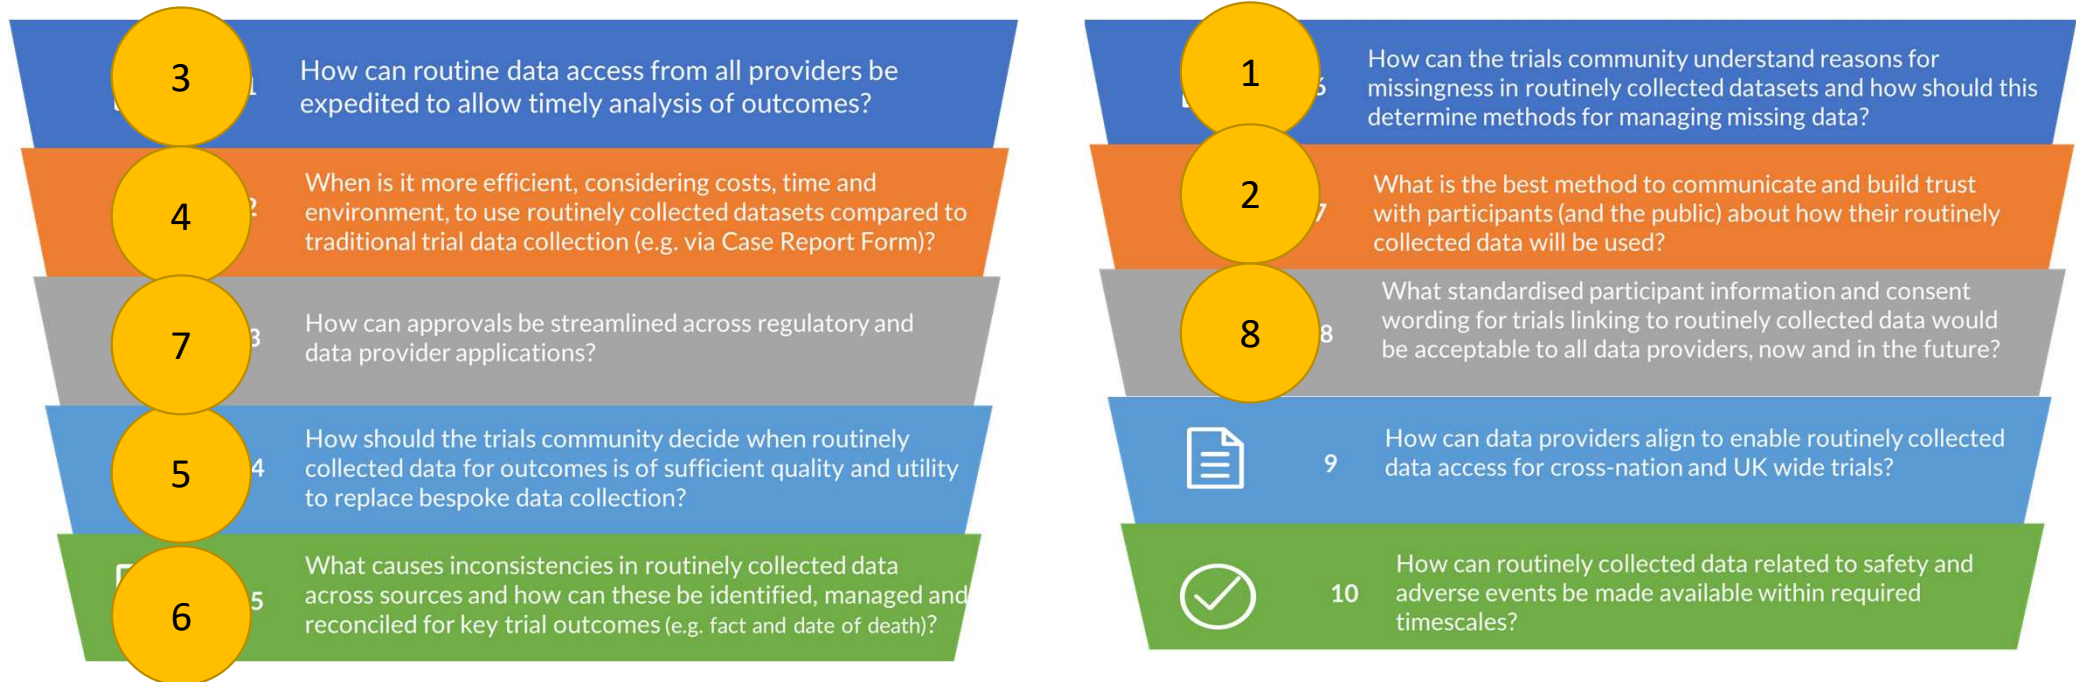 3
1
How can routine data access from all providers be
expedited to allow timely analysis of outcomes?
4
2
When is it more efficient, considering costs, time and
environment, to use routinely collected datasets compared to
traditional trial data collection (e.g. via Case Report Form)?
7
3
How can approvals be streamlined across regulatory and
data provider applications?
5
4
How should the trials community decide when routinely
collected data for outcomes is of sufficient quality and utility
to replace bespoke data collection?
6
5
What causes inconsistencies in routinely collected data
across sources and how can these be identified, managed and
reconciled for key trial outcomes (e.g. fact and date of death)?
1
6
How can the trials community understand reasons for
missingness in routinely collected datasets and how should this
determine methods for managing missing data?
2
7
What is the best method to communicate and build trust
with participants (and the public) about how their routinely
collected data will be used?
8
8
What standardised participant information and consent
wording for trials linking to routinely collected data would
be acceptable to all data providers, now and in the future?
9
How can data providers align to enable routinely collected
data access for cross-nation and UK wide trials?
10
How can routinely collected data related to safety and
adverse events be made available within required
timescales?